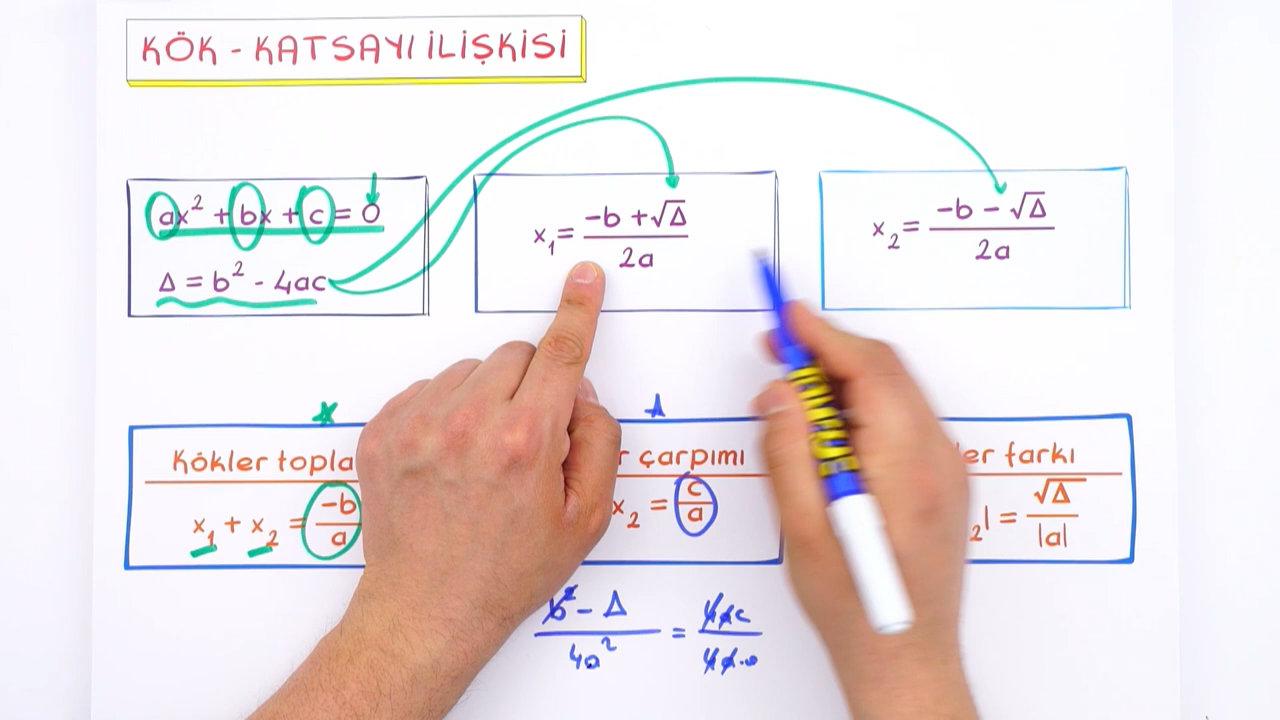 KÖK - KATSAYI İLİŞKİSİ
ax² + bx + c = 0
Δ = b² - 4ac
x₁ = (-b + √Δ) / 2a
x₂ = (-b - √Δ) / 2a
Kökler topla
x₁ + x₂ = -b / a
r çarpımı
x₂ = c / a
er farkı
₂| = √Δ / |a|
b² - Δ / 4a² = 4ac / 4a·a